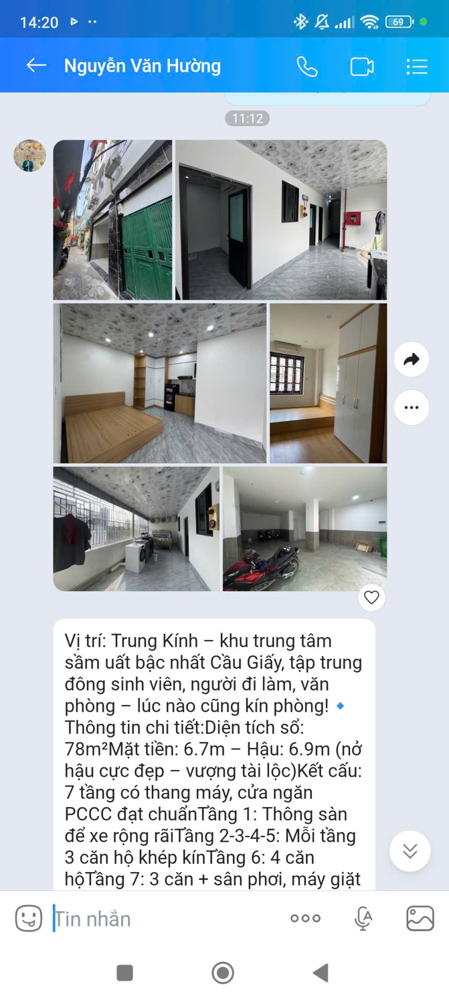 14:20
69
Nguyễn Văn Hường
11:12
Vị trí: Trung Kính – khu trung tâm
sầm uất bậc nhất Cầu Giấy, tập trung
đông sinh viên, người đi làm, văn
phòng – lúc nào cũng kín phòng! 🔹
Thông tin chi tiết:Diện tích sổ:
78m²Mặt tiền: 6.7m – Hậu: 6.9m (nở
hậu cực đẹp – vượng tài lộc)Kết cấu:
7 tầng có thang máy, cửa ngăn
PCCC đạt chuẩnTầng 1: Thông sàn
để xe rộng rãiTầng 2-3-4-5: Mỗi tầng
3 căn hộ khép kínTầng 6: 4 căn
hộTầng 7: 3 căn + sân phơi, máy giặt
Tin nhắn